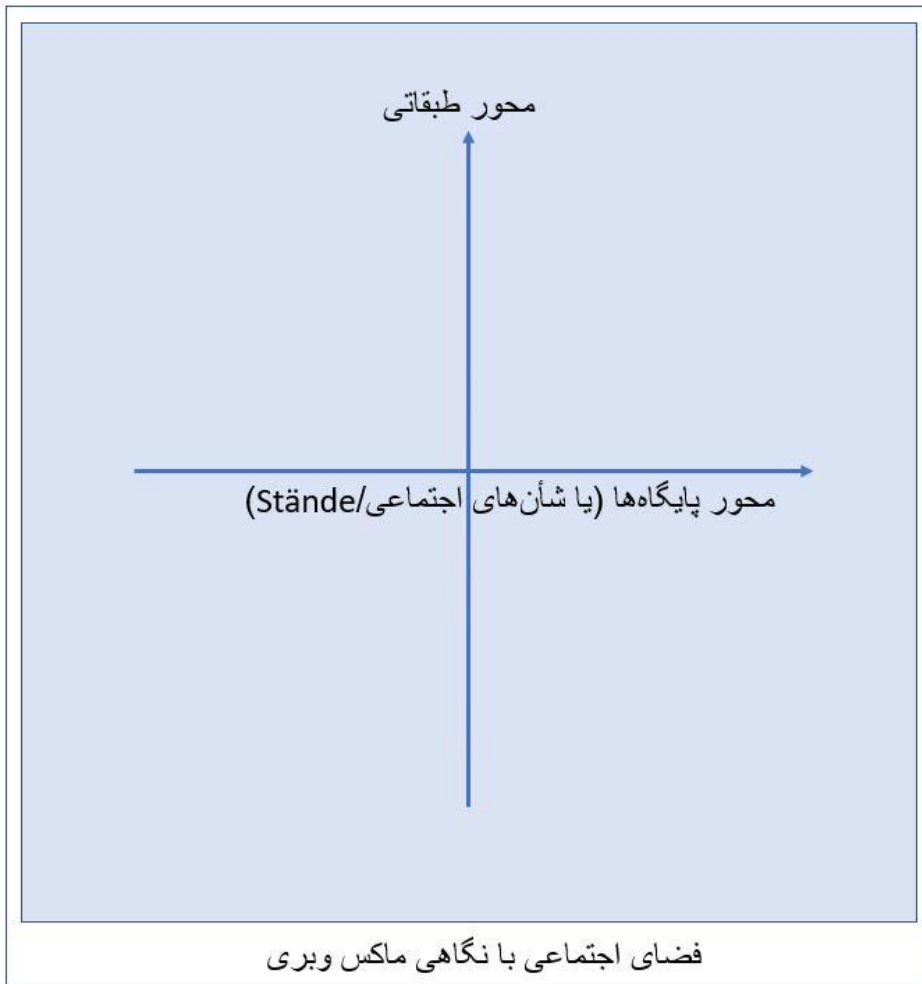 محور طبقاتی
محور پایگاه‌ها (یا شأن‌های اجتماعی/Stände)
فضای اجتماعی با نگاهی ماکس وبری